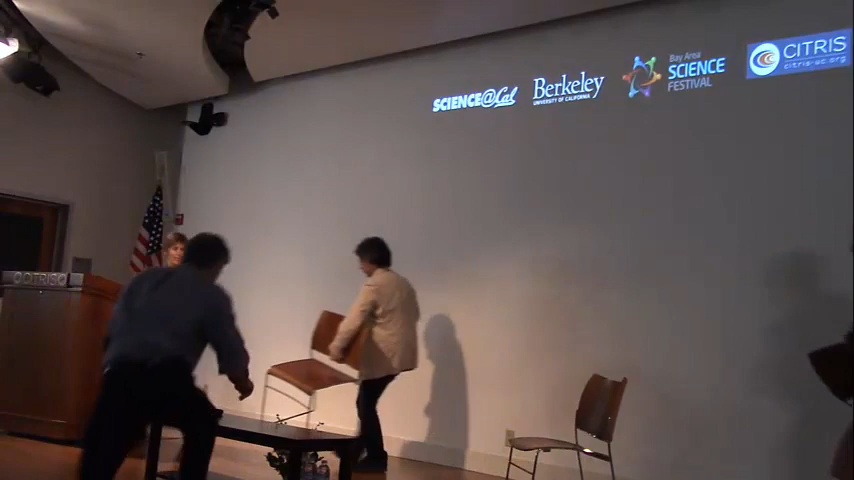 SCIENCE@Cal
Berkeley
UNIVERSITY OF CALIFORNIA
Bay Area
SCIENCE
FESTIVAL
CITRIS
citris-uc.org
CITRIS